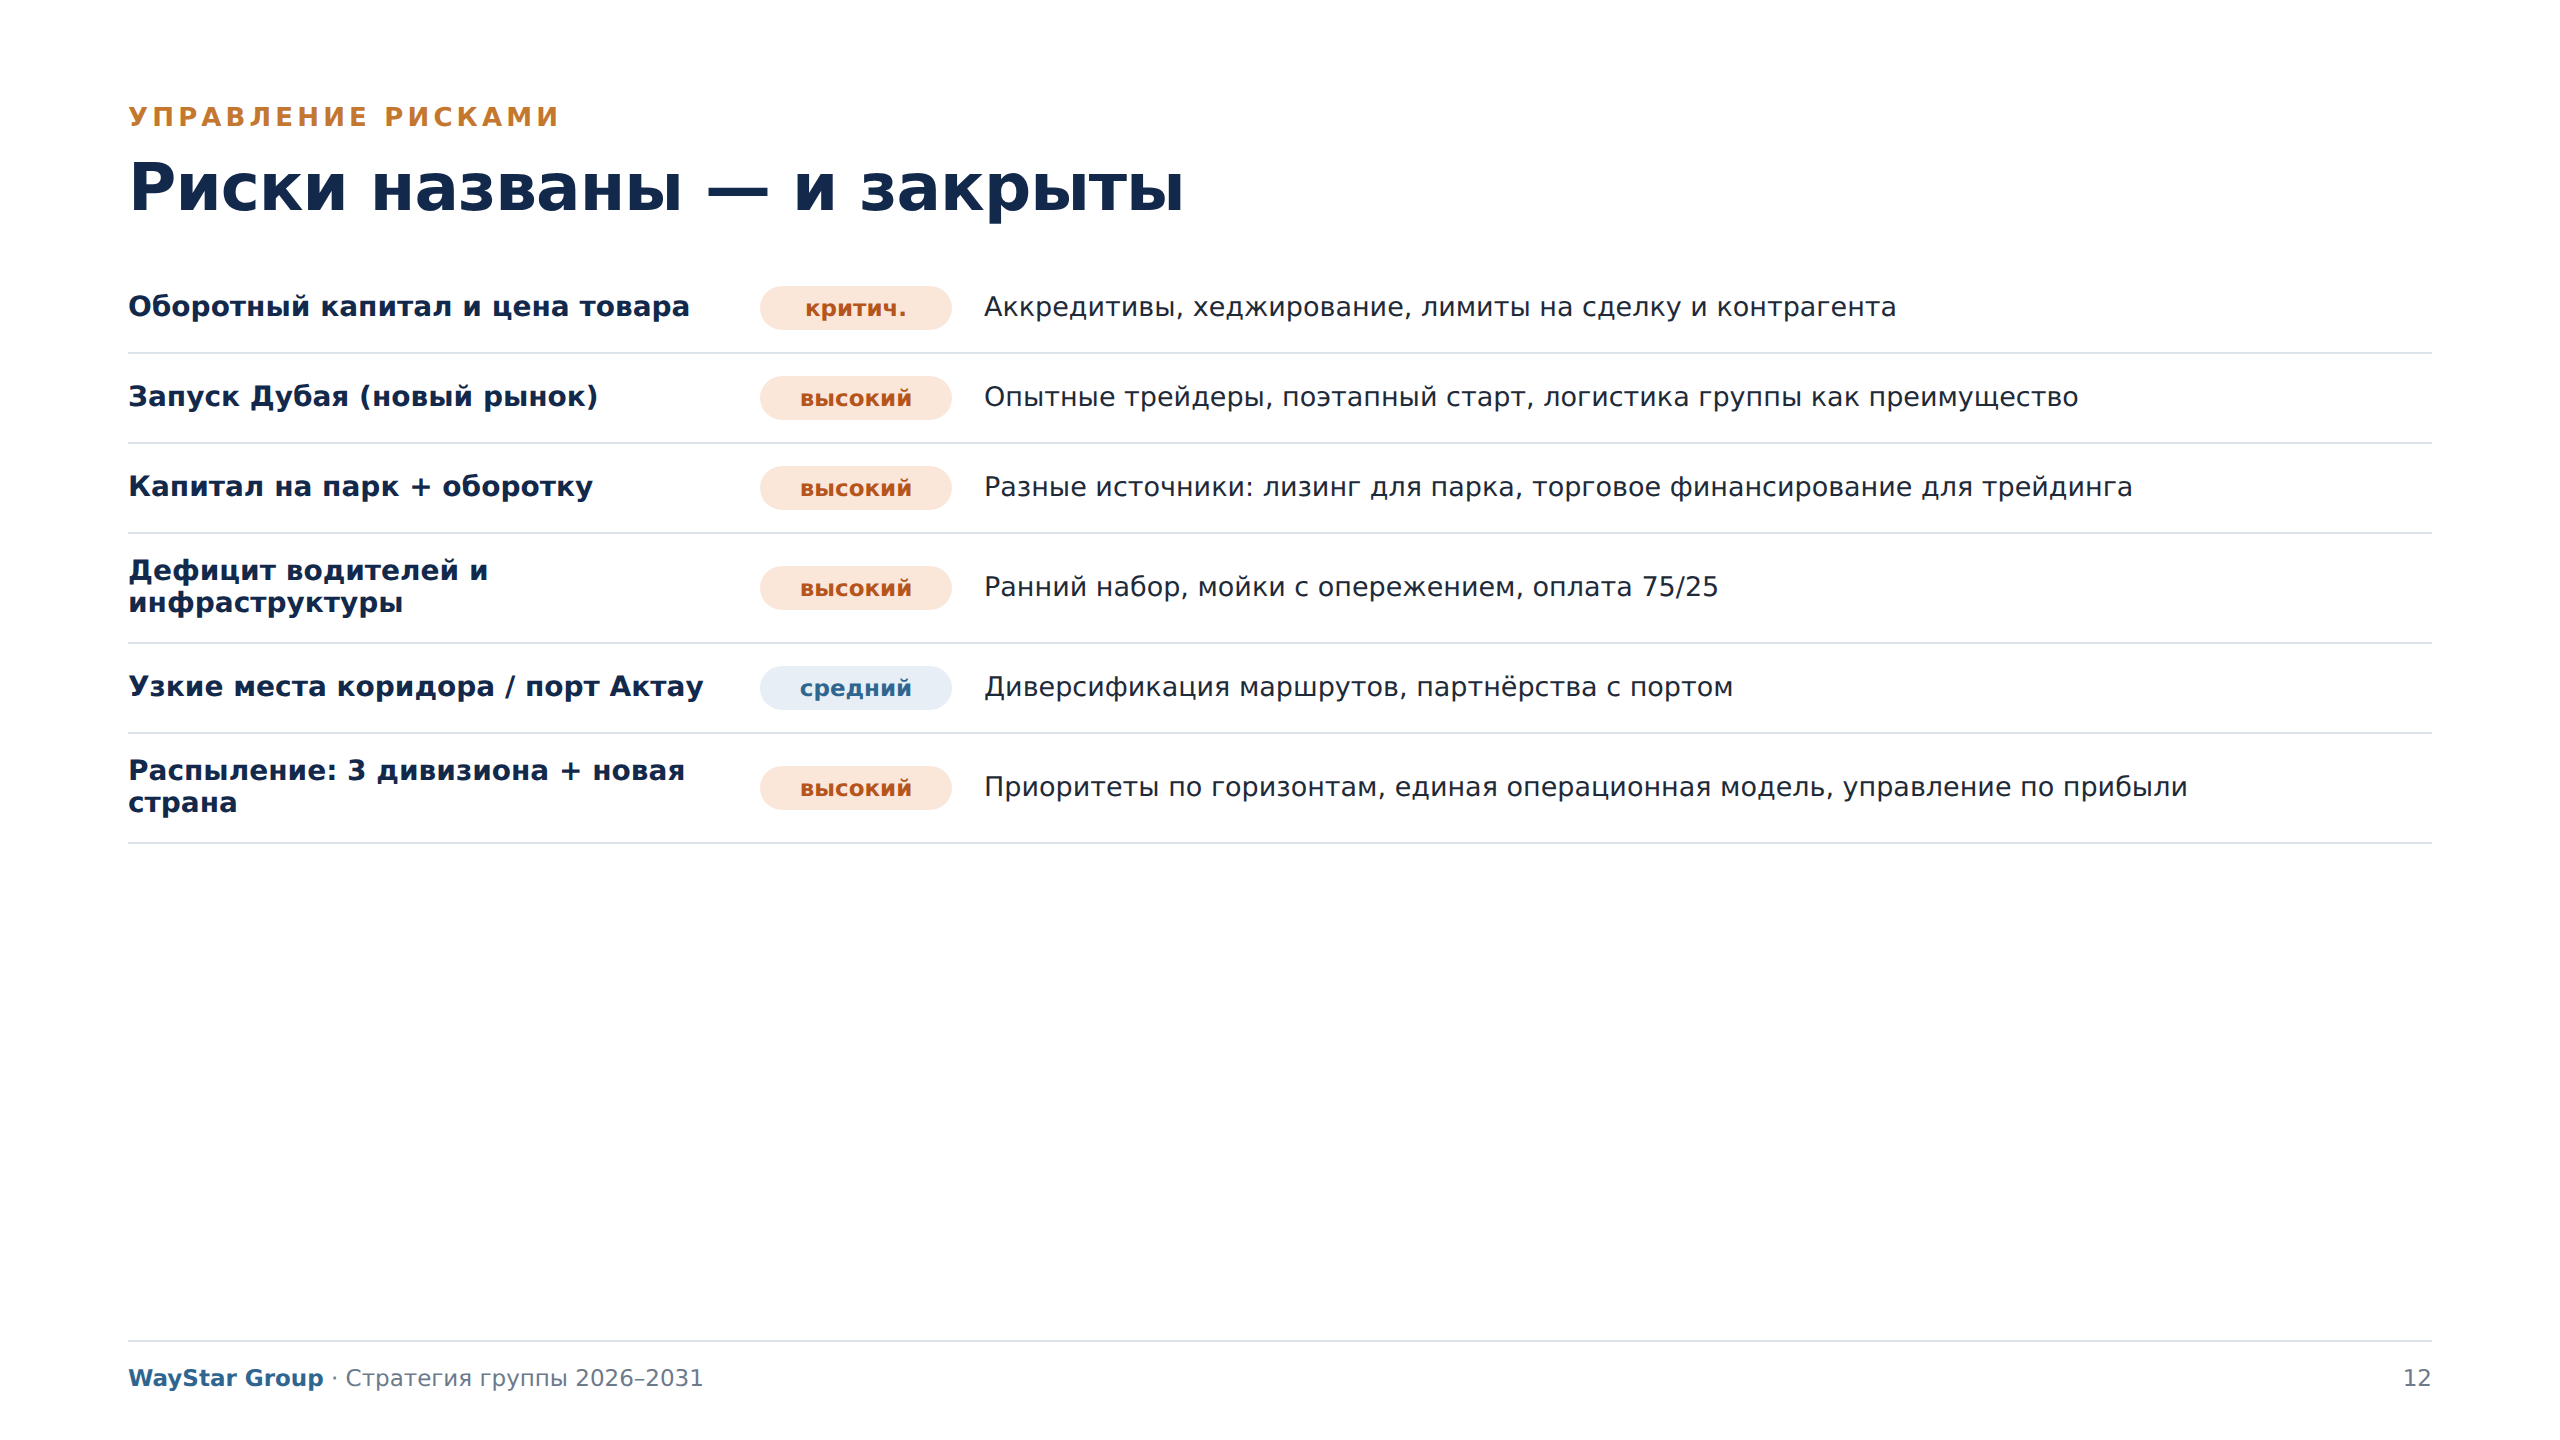 УПРАВЛЕНИЕ РИСКАМИ
Риски названы — и закрыты
Оборотный капитал и цена товара
критич.
Аккредитивы, хеджирование, лимиты на сделку и контрагента
Запуск Дубая (новый рынок)
высокий
Опытные трейдеры, поэтапный старт, логистика группы как преимущество
Капитал на парк + оборотку
высокий
Разные источники: лизинг для парка, торговое финансирование для трейдинга
Дефицит водителей и
инфраструктуры
высокий
Ранний набор, мойки с опережением, оплата 75/25
Узкие места коридора / порт Актау
средний
Диверсификация маршрутов, партнёрства с портом
Распыление: 3 дивизиона + новая
страна
высокий
Приоритеты по горизонтам, единая операционная модель, управление по прибыли
WayStar Group · Стратегия группы 2026–2031
12